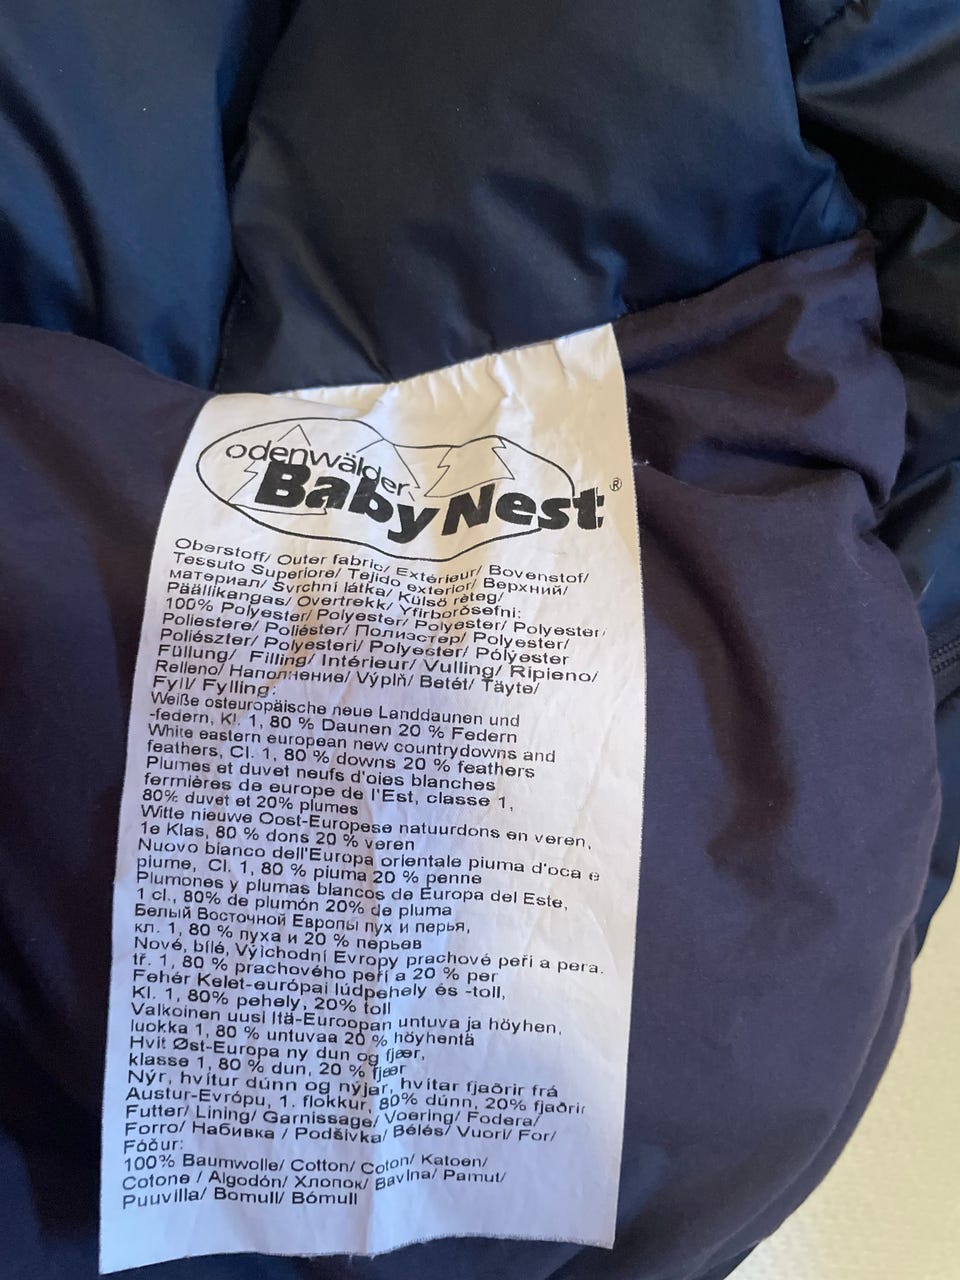 odenwälder
BabyNest®
Oberstoff/ Outer fabric/ Extérieur/ Bovenstof/
Tessuto Superiore/ Tejido exterior/ Верхний/
материал/ Svrchní látka/ Külső réteg/
Päällikangas/ Overtrekk/ Yfirborósefni:
100% Polyester/ Polyester/ Polyester/ Polyester/
Poliestere/ Poliéster/ Полиэстер/ Polyester/
Poliészter/ Polyesteri/ Polyester/ Pólýester
Füllung/ Filling/ Intérieur/ Vulling/ Ripieno/
Relleno/ Наполнение/ Výplň/ Betét/ Täyte/
Fyll/ Fylling:
Weiße osteuropäische neue Landdaunen und
-federn, Kl. 1, 80 % Daunen 20 % Federn
White eastern european new countrydowns and
feathers, Cl. 1, 80 % downs 20 % feathers
Plumes et duvet neufs d'oies blanches
fermières de europe de l'Est, classe 1,
80% duvet et 20% plumes
Witte nieuwe Oost-Europese natuurdons en veren,
1e Klas, 80 % dons 20 % veren
Nuovo bianco dell'Europa orientale piuma d'oca e
piume, Cl. 1, 80 % piuma 20 % penne
Plumones y plumas blancos de Europa del Este,
1 cl., 80% de plumón 20% de pluma
Белый Восточной Европы пух и перья,
кл. 1, 80 % пуха и 20 % перьев
Nové, bílé, Výichodní Evropy prachové peří a pera.
tř. 1, 80 % prachového peří a 20 % per
Fehér Kelet-európai lúdpehely és -toll,
Kl. 1, 80% pehely, 20% toll
Valkoinen uusi Itä-Euroopan untuva ja höyhen,
luokka 1, 80 % untuvaa 20 % höyhentä
Hvit Øst-Europa ny dun og fjær,
klasse 1, 80 % dun, 20 % fjær
Nýr, hvítur dúnn og nýjar, hvítar fjaðrir frá
Austur-Evrópu, 1. flokkur, 80% dúnn, 20% fjaðrir
Futter/ Lining/ Garnissage/ Voering/ Fodera/
Forro/ Набивка / Podšívka/ Bélés/ Vuori/ For/
Fóður:
100% Baumwolle/ Cotton/ Coton/ Katoen/
Cotone / Algodón/ Хлопок/ Bavlna/ Pamut/
Puuvilla/ Bomull/ Bómull